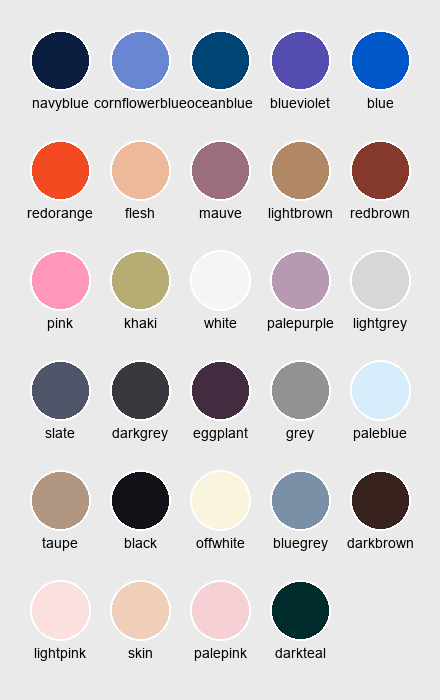 navyblue cornflowerblue oceanblue blueviolet blue
redorange flesh mauve lightbrown redbrown
pink khaki white palepurple lightgrey
slate darkgrey eggplant grey paleblue
taupe black offwhite bluegrey darkbrown
lightpink skin palepink darkteal